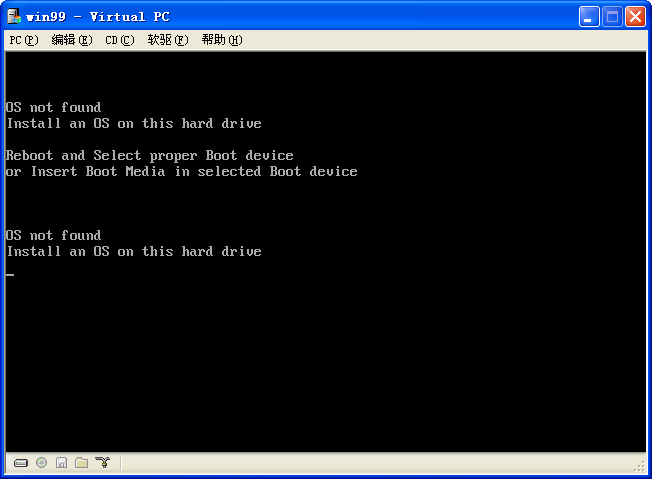 win99 - Virtual PC
PC(P) 编辑(E) CD(C) 软驱(F) 帮助(H)
OS not found
Install an OS on this hard drive
Reboot and Select proper Boot device
or Insert Boot Media in selected Boot device
OS not found
Install an OS on this hard drive